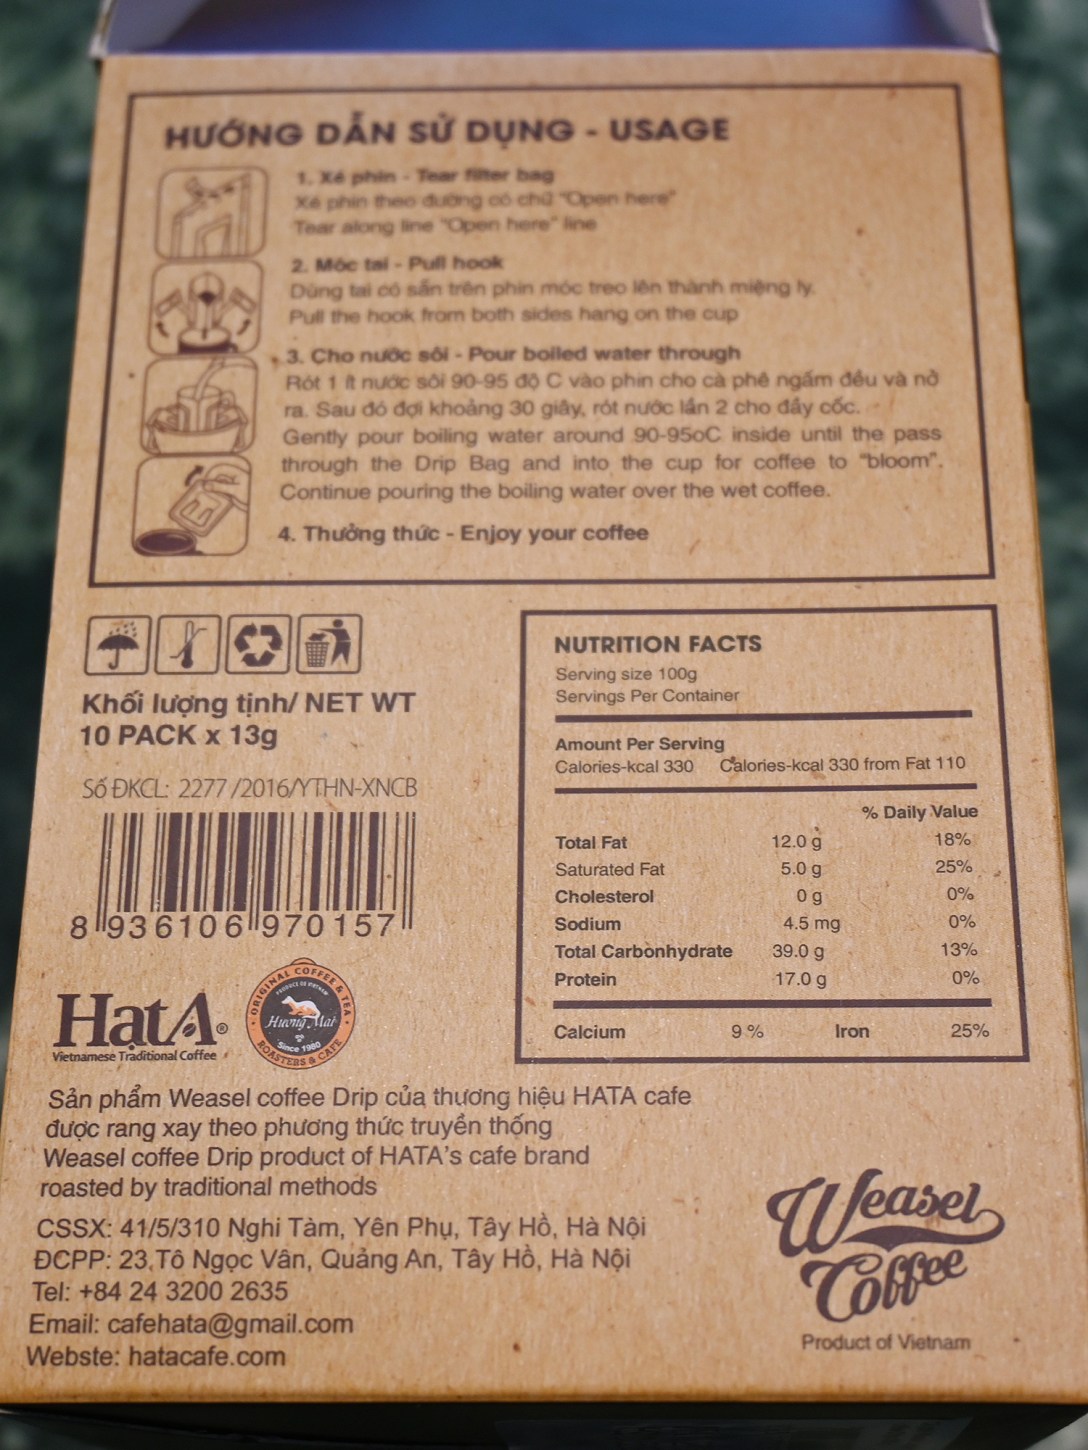 HƯỚNG DẪN SỬ DỤNG - USAGE
1. Xé phin - Tear filter bag
Xé phin theo đường có chữ "Open here"
Tear along line "Open here" line
2. Móc tai - Pull hook
Dùng tai có sẵn trên phin móc treo lên thành miệng ly.
Pull the hook from both sides hang on the cup
3. Cho nước sôi - Pour boiled water through
Rót 1 ít nước sôi 90-95 độ C vào phin cho cà phê ngấm đều và nở
ra. Sau đó đợi khoảng 30 giây, rót nước lần 2 cho đầy cốc.
Gently pour boiling water around 90-95oC inside until the pass
through the Drip Bag and into the cup for coffee to "bloom".
Continue pouring the boiling water over the wet coffee.
4. Thưởng thức - Enjoy your coffee
Khối lượng tịnh/ NET WT
10 PACK x 13g
Số ĐKCL: 2277/2016/YTHN-XNCB
8 936106 970157
NUTRITION FACTS
Serving size 100g
Servings Per Container
Amount Per Serving
Calories-kcal 330 Calories-kcal 330 from Fat 110
% Daily Value
Total Fat 12.0 g 18%
Saturated Fat 5.0 g 25%
Cholesterol 0 g 0%
Sodium 4.5 mg 0%
Total Carbonhydrate 39.0 g 13%
Protein 17.0 g 0%
Calcium 9 % Iron 25%
HatA®
Vietnamese Traditional Coffee
ORIGINAL COFFEE & TEA
PRODUCE OF VIETNAM
Hương Mai
Since 1980
ROASTERS & CAFE
Sản phẩm Weasel coffee Drip của thương hiệu HATA cafe
được rang xay theo phương thức truyền thống
Weasel coffee Drip product of HATA's cafe brand
roasted by traditional methods
CSSX: 41/5/310 Nghi Tàm, Yên Phụ, Tây Hồ, Hà Nội
ĐCPP: 23,Tô Ngọc Vân, Quảng An, Tây Hồ, Hà Nội
Tel: +84 24 3200 2635
Email: cafehata@gmail.com
Webste: hatacafe.com
Weasel
Coffee
Product of Vietnam